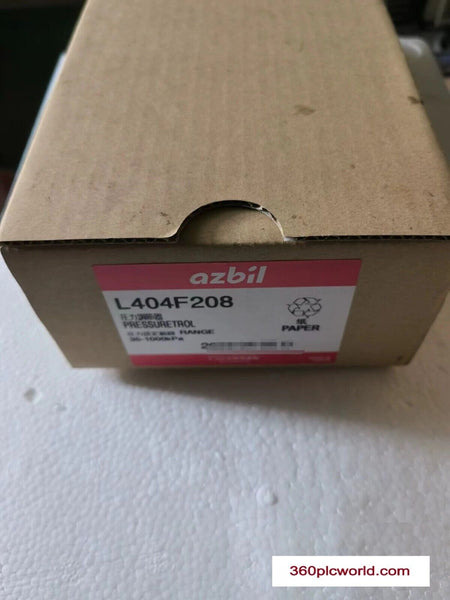 azbil
L404F208
圧力調節器
PRESSURETROL
RANGE
35-1000kPa
紙
PAPER
360plcworld.com